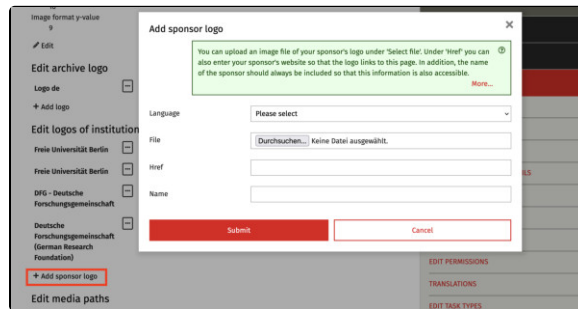 Image format y-value
9
Edit
Edit archive logo
Logo de
+ Add logo
Edit logos of institution
Freie Universität Berlin
Freie Universität Berlin
DFG - Deutsche
Forschungsgemeinschaft
Deutsche
Forschungsgemeinschaft
(German Research
Foundation)
+ Add sponsor logo
Edit media paths
Add sponsor logo
You can upload an image file of your sponsor's logo under 'Select file'. Under 'Href' you can
also enter your sponsor's website so that the logo links to this page. In addition, the name
of the sponsor should always be included so that this information is also accessible.
More...
Language
Please select
File
Durchsuchen... Keine Datei ausgewählt.
Href
Name
Submit
Cancel
EDIT PERMISSIONS
TRANSLATIONS
EDIT TASK TYPES